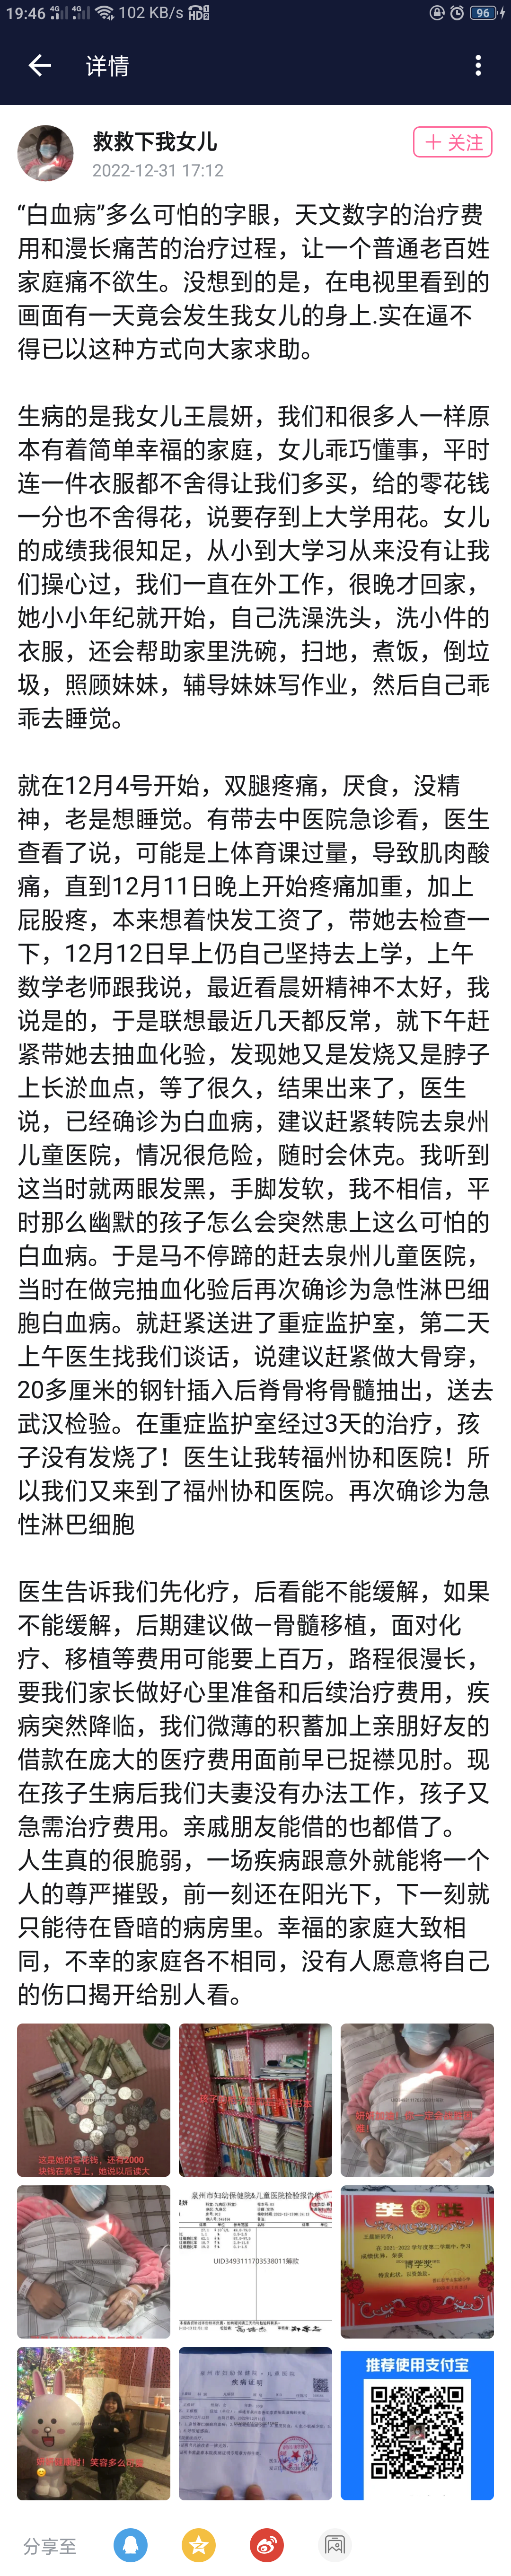 19:46 4G 4G 102 KB/s HD 96
详情
救救下我女儿
2022-12-31 17:12
+ 关注
“白血病”多么可怕的字眼，天文数字的治疗费
用和漫长痛苦的治疗过程，让一个普通老百姓
家庭痛不欲生。没想到的是，在电视里看到的
画面有一天竟会发生我女儿的身上.实在逼不
得已以这种方式向大家求助。
生病的是我女儿王晨妍，我们和很多人一样原
本有着简单幸福的家庭，女儿乖巧懂事，平时
连一件衣服都不舍得让我们多买，给的零花钱
一分也不舍得花，说要存到上大学用花。女儿
的成绩我很知足，从小到大学习从来没有让我
们操心过，我们一直在外工作，很晚才回家，
她小小年纪就开始，自己洗澡洗头，洗小件的
衣服，还会帮助家里洗碗，扫地，煮饭，倒垃
圾，照顾妹妹，辅导妹妹写作业，然后自己乖
乖去睡觉。
就在12月4号开始，双腿疼痛，厌食，没精
神，老是想睡觉。有带去中医院急诊看，医生
查看了说，可能是上体育课过量，导致肌肉酸
痛，直到12月11日晚上开始疼痛加重，加上
屁股疼，本来想着快发工资了，带她去检查一
下，12月12日早上仍自己坚持去上学，上午
数学老师跟我说，最近看晨妍精神不太好，我
说是的，于是联想最近几天都反常，就下午赶
紧带她去抽血化验，发现她又是发烧又是脖子
上长淤血点，等了很久，结果出来了，医生
说，已经确诊为白血病，建议赶紧转院去泉州
儿童医院，情况很危险，随时会休克。我听到
这当时就两眼发黑，手脚发软，我不相信，平
时那么幽默的孩子怎么会突然患上这么可怕的
白血病。于是马不停蹄的赶去泉州儿童医院，
当时在做完抽血化验后再次确诊为急性淋巴细
胞白血病。就赶紧送进了重症监护室，第二天
上午医生找我们谈话，说建议赶紧做大骨穿，
20多厘米的钢针插入后脊骨将骨髓抽出，送去
武汉检验。在重症监护室经过3天的治疗，孩
子没有发烧了！医生让我转福州协和医院！所
以我们又来到了福州协和医院。再次确诊为急
性淋巴细胞
医生告诉我们先化疗，后看能不能缓解，如果
不能缓解，后期建议做—骨髓移植，面对化
疗、移植等费用可能要上百万，路程很漫长，
要我们家长做好心里准备和后续治疗费用，疾
病突然降临，我们微薄的积蓄加上亲朋好友的
借款在庞大的医疗费用面前早已捉襟见肘。现
在孩子生病后我们夫妻没有办法工作，孩子又
急需治疗费用。亲戚朋友能借的也都借了。
人生真的很脆弱，一场疾病跟意外就能将一个
人的尊严摧毁，前一刻还在阳光下，下一刻就
只能待在昏暗的病房里。幸福的家庭大致相
同，不幸的家庭各不相同，没有人愿意将自己
的伤口揭开给别人看。
这是她的零花钱，还有2000
块钱在账号上，她说以后读大
泉州市妇幼保健院&儿童医院检验报告单
UID3493111703538011筹款
奖 状
博学奖
泉州市妇幼保健院·儿童医院
疾病证明
推荐使用支付宝
分享至